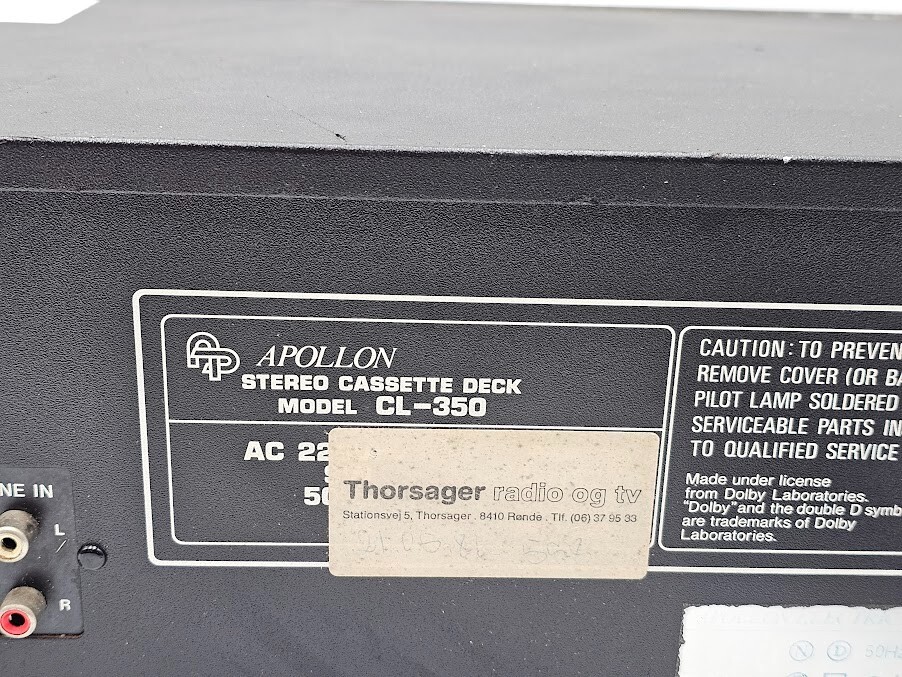 AP APOLLON
STEREO CASSETTE DECK
MODEL CL-350
AC 22
50
Thorsager radio og tv
Stationsvej 5, Thorsager . 8410 Rønde . Tlf. (06) 37 95 33
CAUTION: TO PREVEN
REMOVE COVER (OR BA
PILOT LAMP SOLDERED
SERVICEABLE PARTS IN
TO QUALIFIED SERVICE
Made under license
from Dolby Laboratories.
"Dolby" and the double D symb
are trademarks of Dolby
Laboratories.
NE IN
L
R
D 50H